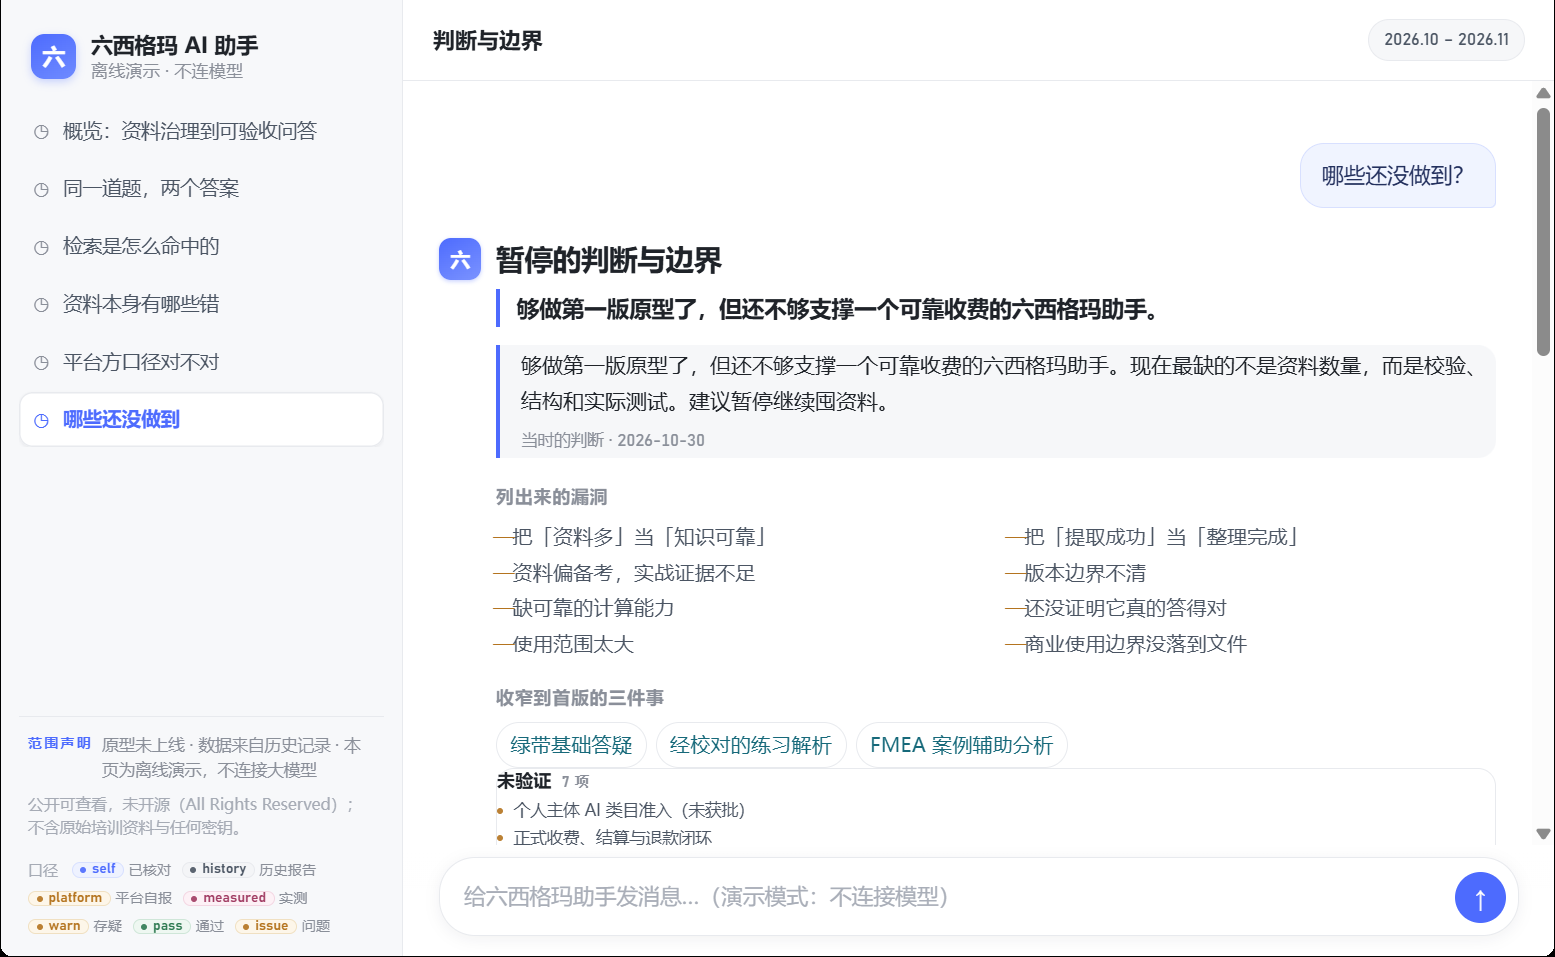 六
六西格玛 AI 助手
离线演示 · 不连模型
概览：资料治理到可验收问答
同一道题，两个答案
检索是怎么命中的
资料本身有哪些错
平台方口径对不对
哪些还没做到
范围声明 原型未上线 · 数据来自历史记录 · 本
页为离线演示，不连接大模型
公开可查看，未开源（All Rights Reserved）；
不含原始培训资料与任何密钥。
口径 self 已核对 history 历史报告
platform 平台自报 measured 实测
warn 存疑 pass 通过 issue 问题
判断与边界
2026.10 – 2026.11
哪些还没做到？
六
暂停的判断与边界
够做第一版原型了，但还不够支撑一个可靠收费的六西格玛助手。
够做第一版原型了，但还不够支撑一个可靠收费的六西格玛助手。现在最缺的不是资料数量，而是校验、
结构和实际测试。建议暂停继续囤资料。
当时的判断 · 2026-10-30
列出来的漏洞
—把「资料多」当「知识可靠」
—把「提取成功」当「整理完成」
—资料偏备考，实战证据不足
—版本边界不清
—缺可靠的计算能力
—还没证明它真的答得对
—使用范围太大
—商业使用边界没落到文件
收窄到首版的三件事
绿带基础答疑
经校对的练习解析
FMEA 案例辅助分析
未验证 7 项
个人主体 AI 类目准入（未获批）
正式收费、结算与退款闭环
给六西格玛助手发消息...（演示模式：不连接模型）
↑